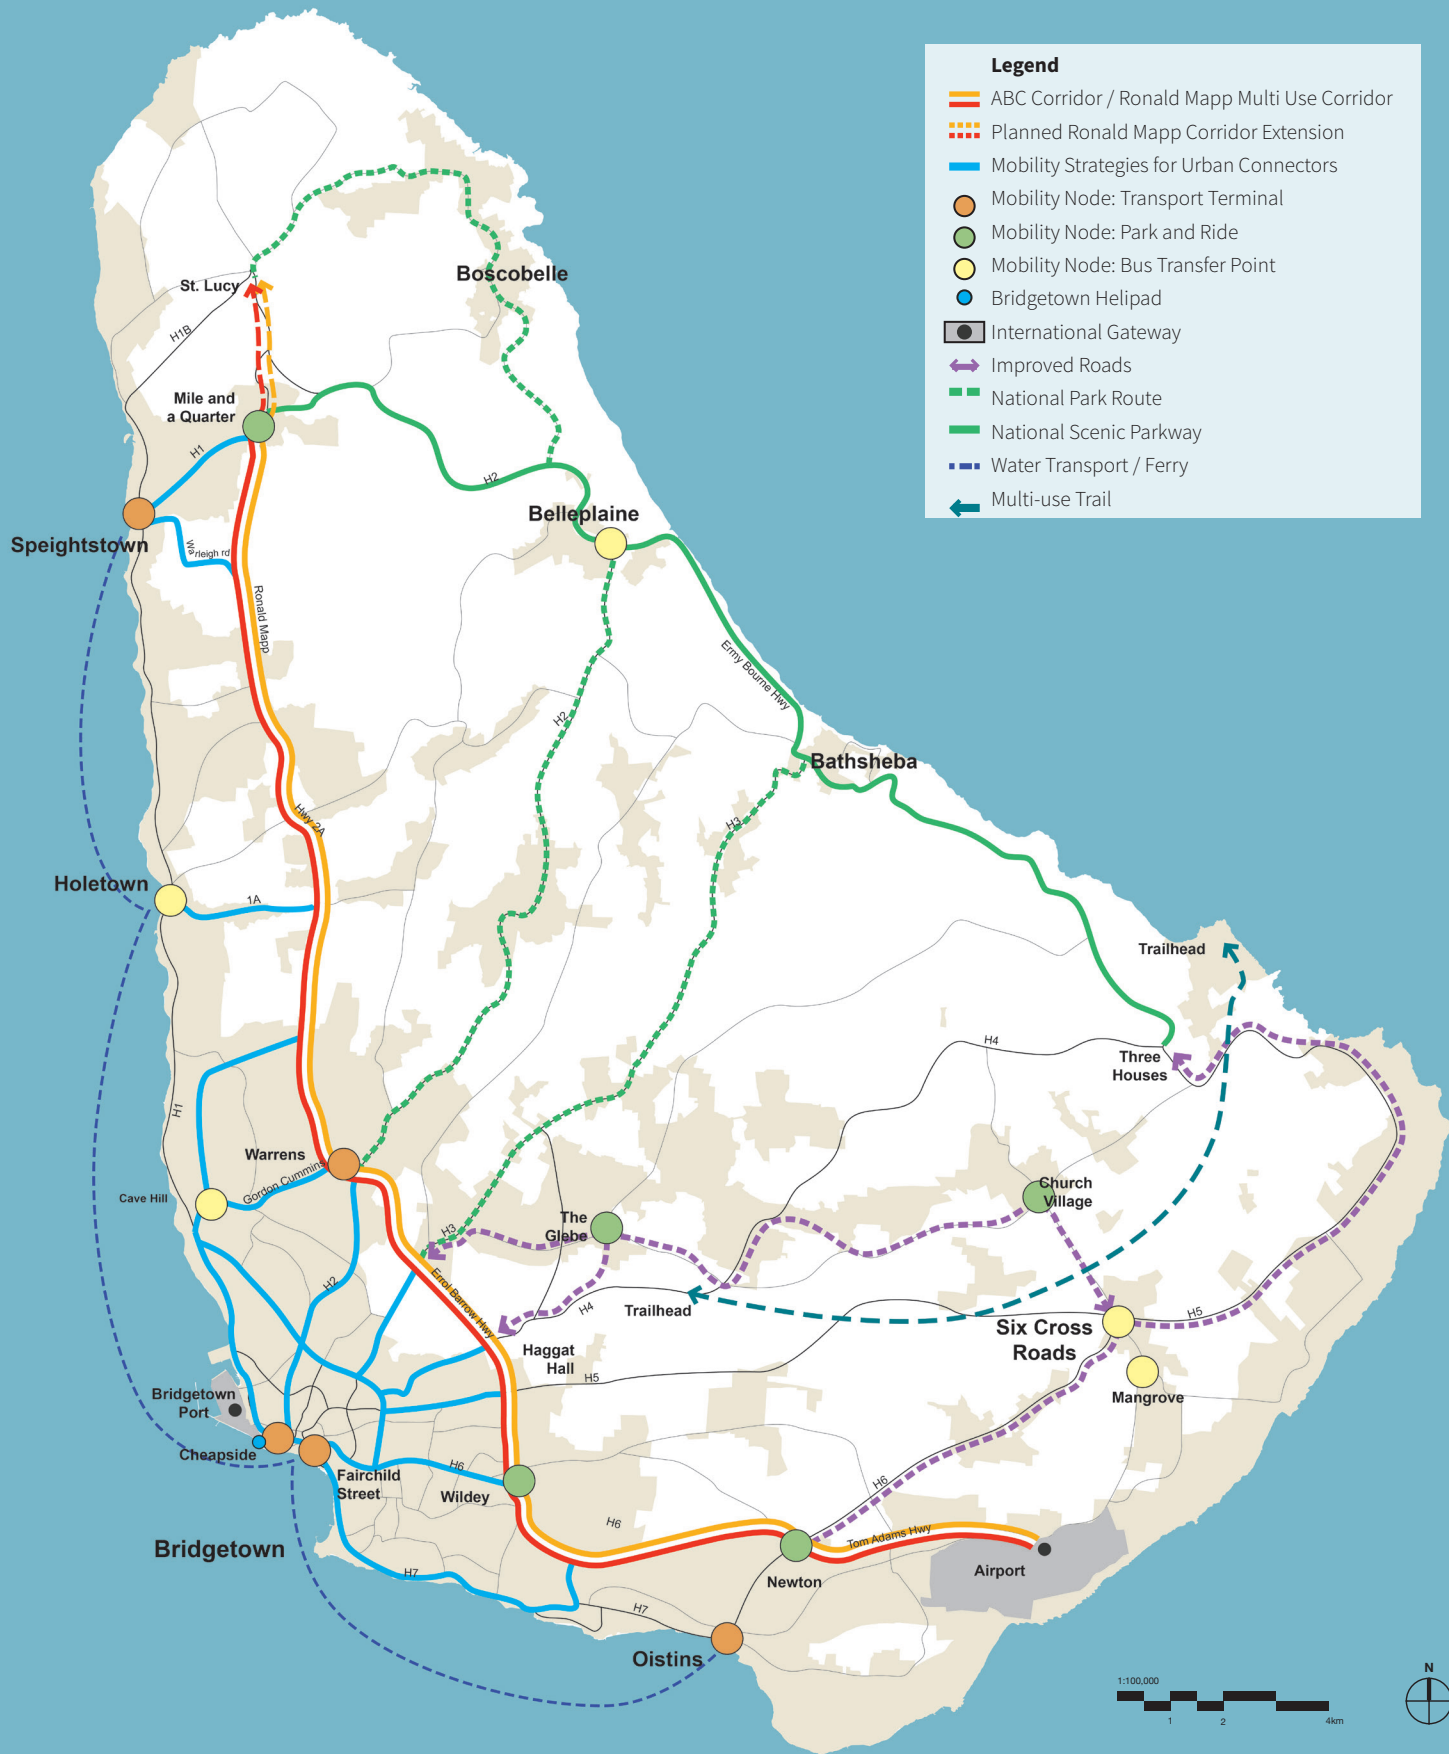 Legend
ABC Corridor / Ronald Mapp Multi Use Corridor
Planned Ronald Mapp Corridor Extension
Mobility Strategies for Urban Connectors
Mobility Node: Transport Terminal
Mobility Node: Park and Ride
Mobility Node: Bus Transfer Point
Bridgetown Helipad
International Gateway
Improved Roads
National Park Route
National Scenic Parkway
Water Transport / Ferry
Multi-use Trail
Boscobelle
St. Lucy
H1B
Mile and
a Quarter
H1
H2
Belleplaine
Speightstown
Warleigh rd
Ronald Mapp
Ermy Bourne Hwy
H2
Bathsheba
Hwy 2A
H3
Holetown
1A
Trailhead
H4
Three
Houses
H1
Warrens
Gordon Cummins
Cave Hill
Church
Village
The
Glebe
H3
H2
Errol Barrow Hwy
H4
Trailhead
H5
Six Cross
Roads
Haggat
Hall
H5
Bridgetown
Port
Mangrove
Cheapside
Fairchild
Street
H6
Wildey
H6
H6
Tom Adams Hwy
Bridgetown
H7
Newton
Airport
H7
Oistins
1:100,000
1
2
4km
N